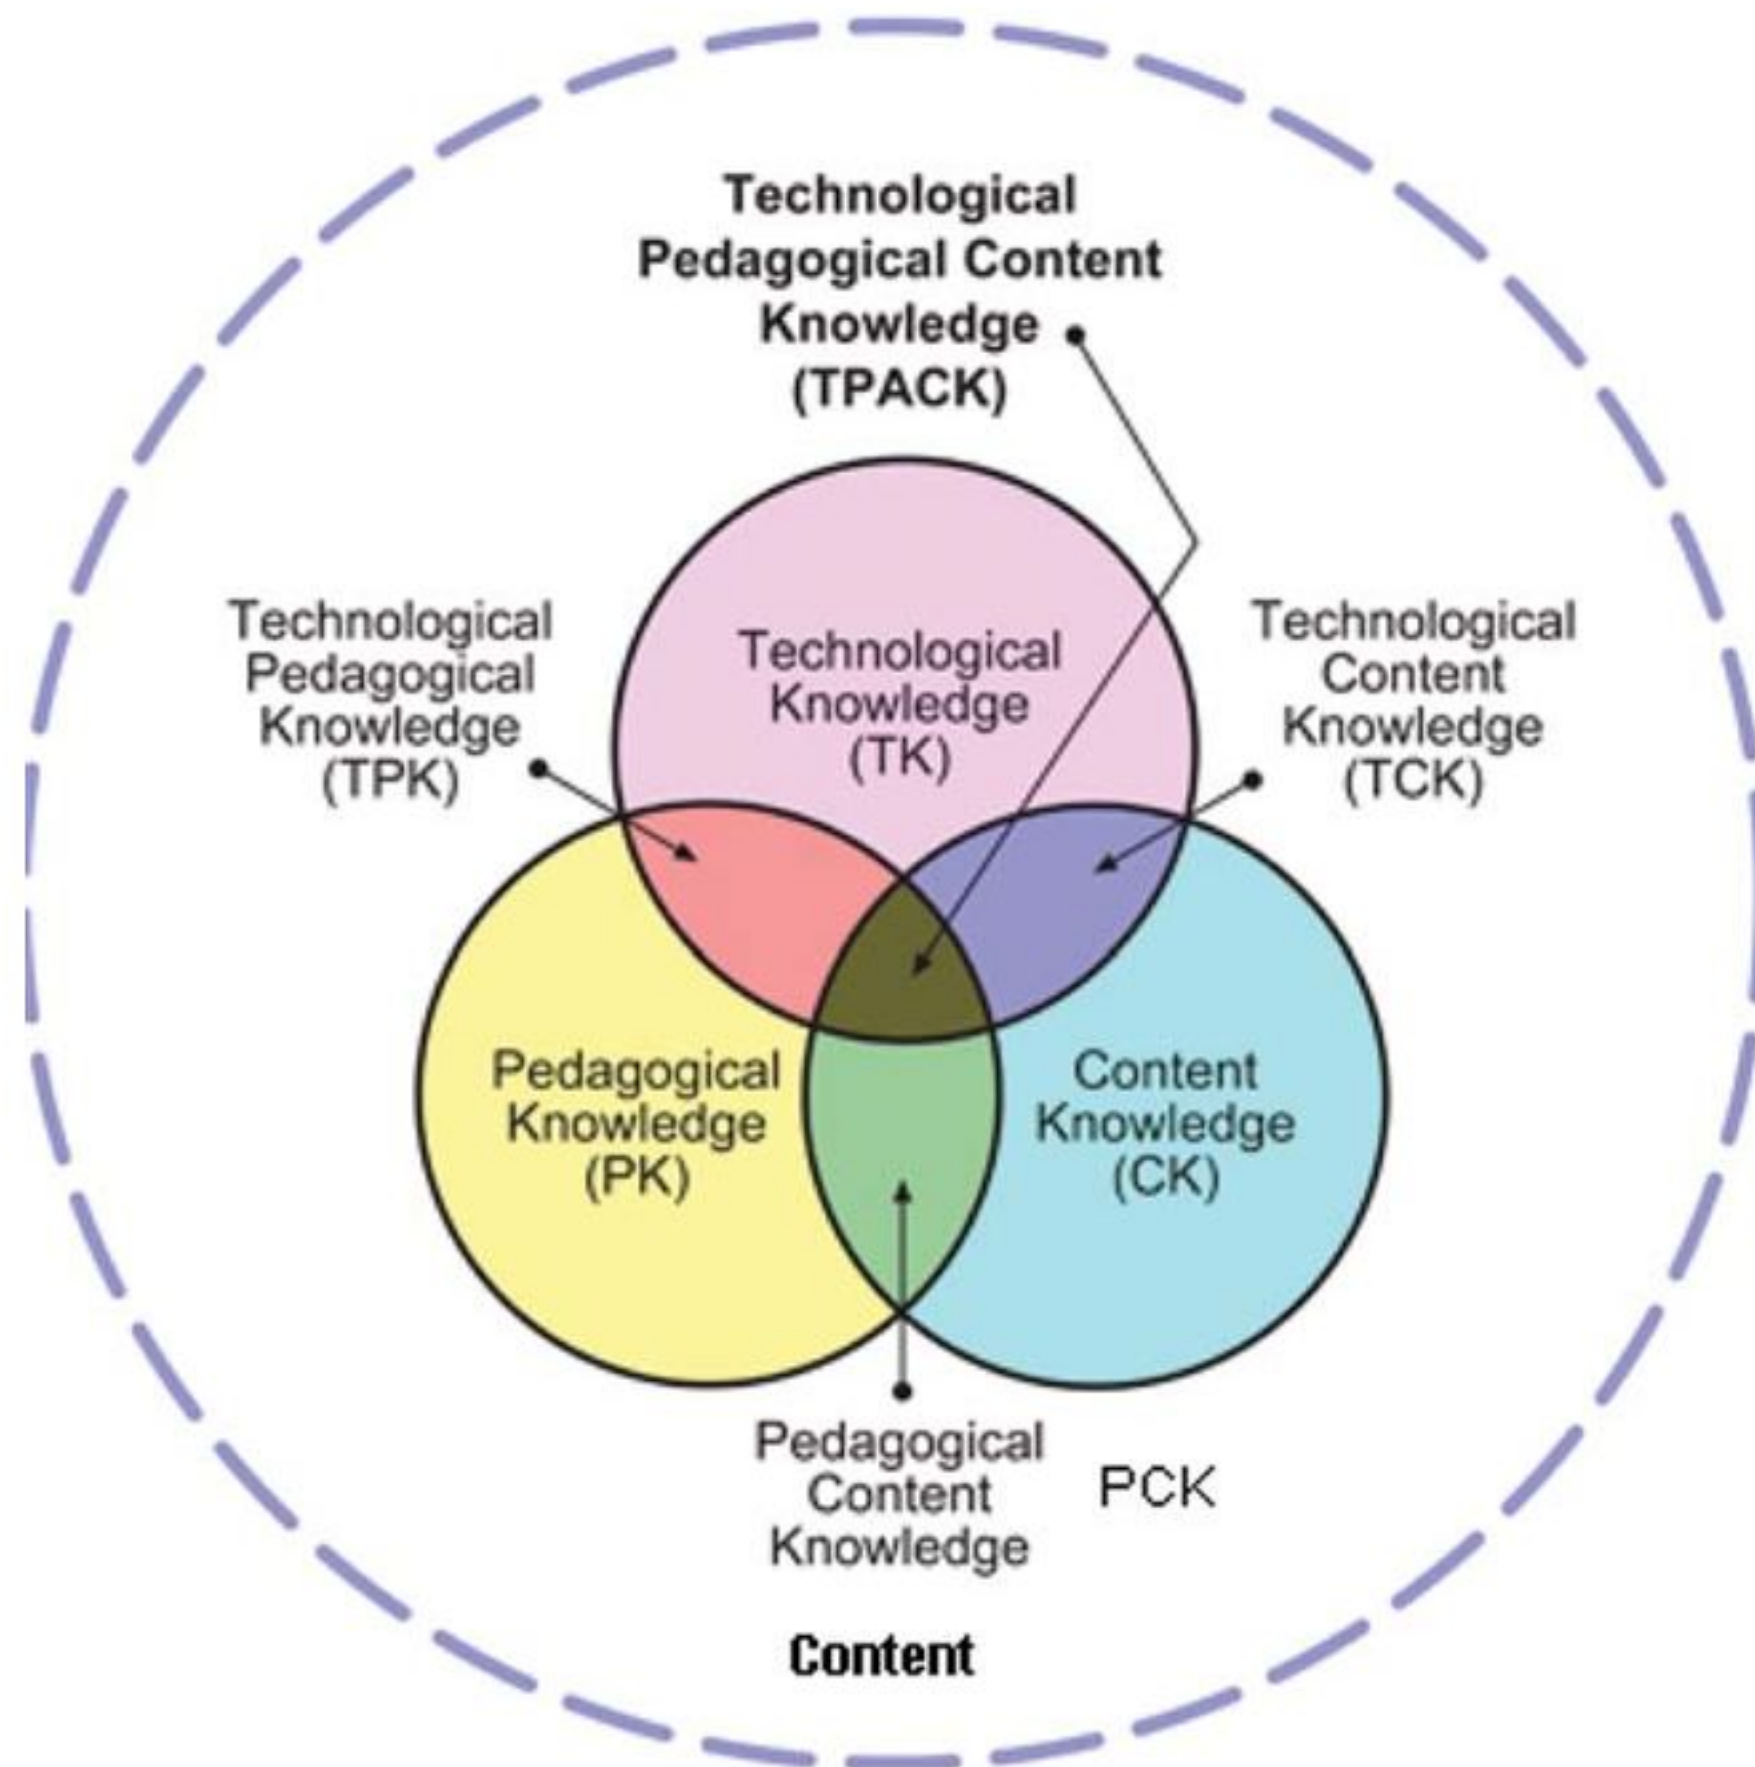 Technological
Pedagogical Content
Knowledge
(TPACK)
Technological
Pedagogical
Knowledge
(TPK)
Technological
Knowledge
(TK)
Technological
Content
Knowledge
(TCK)
Pedagogical
Knowledge
(PK)
Content
Knowledge
(CK)
Pedagogical
Content
Knowledge
PCK
Content